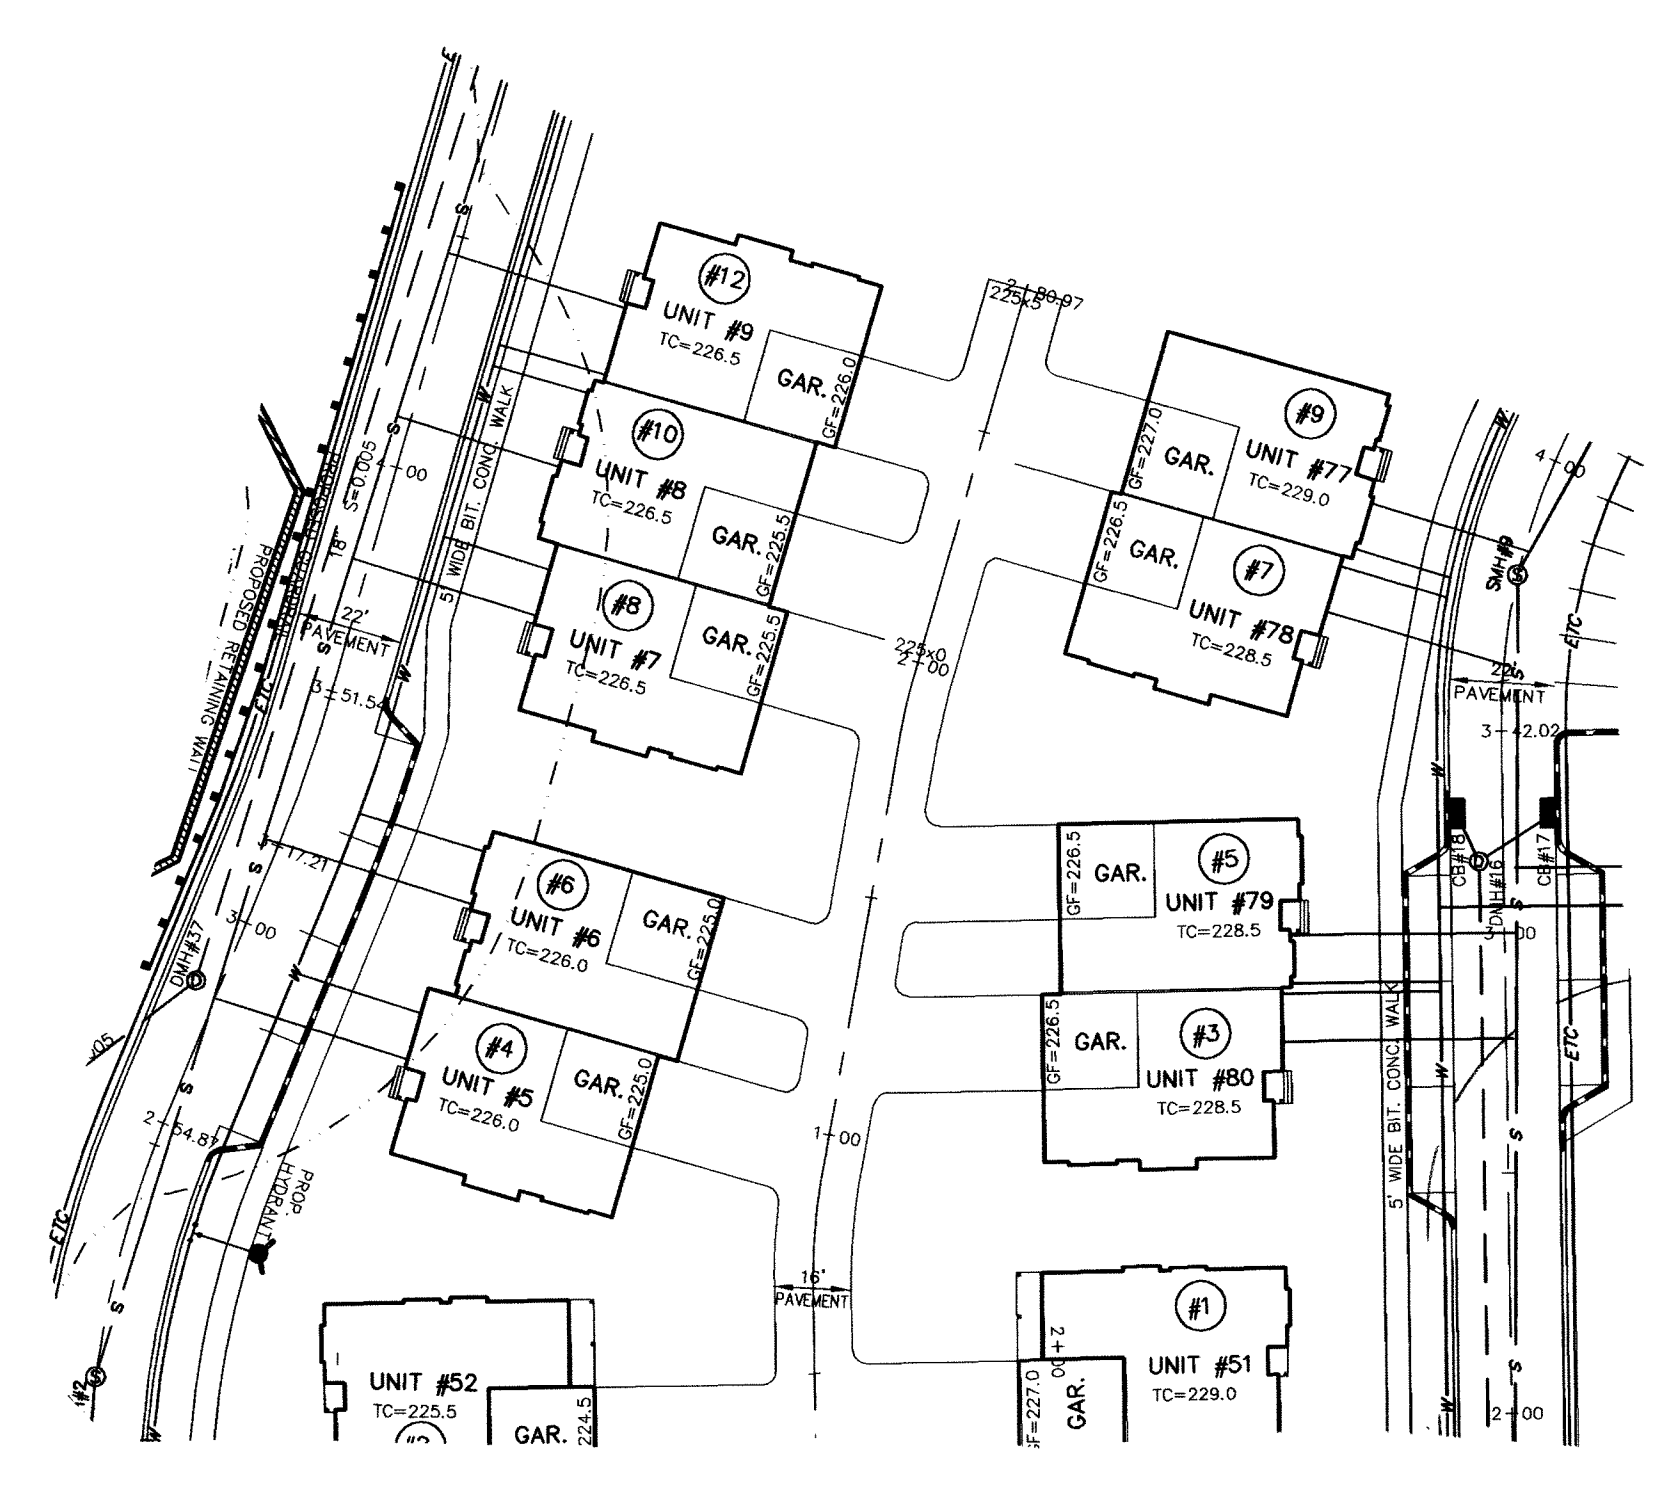 E
S
#12
UNIT #9
TC=226.5
GAR.
GF=226.0
2+80.97
225x5
W
5' WIDE BIT. CONC. WALK
#10
UNIT #8
TC=226.5
GAR.
GF=225.5
S
4+00
S=0.005
18"
PROPOSED GUARDRAIL
PROPOSED RETAINING WALL
#9
UNIT #77
TC=229.0
GAR.
GF=227.0
W
4+00
SMH#9
S
#8
UNIT #7
TC=226.5
GAR.
GF=225.5
22'
PAVEMENT
S
W
ETC
3+51.54
225x0
2+00
#7
UNIT #78
TC=228.5
GAR.
GF=226.5
ETC
22'
S
PAVEMENT
3+42.02
W
3+17.21
S
3+00
DMH#37
D
W
#6
UNIT #6
TC=226.0
GAR.
GF=225.0
#5
UNIT #79
TC=228.5
GAR.
GF=226.5
CB#18
D
DMH#16
CB#17
S
3+00
#4
UNIT #5
TC=226.0
GAR.
GF=225.0
S
2+54.87
1+00
#3
UNIT #80
TC=228.5
GAR.
GF=226.5
5' WIDE BIT. CONC. WALK
W
ETC
S
PROP.
HYDRANT
ETC
S
16'
PAVEMENT
#1
UNIT #51
TC=229.0
2+00
GAR.
GF=227.0
S
#2
W
UNIT #52
TC=225.5
#2
GAR.
224.5
S
W
2+00